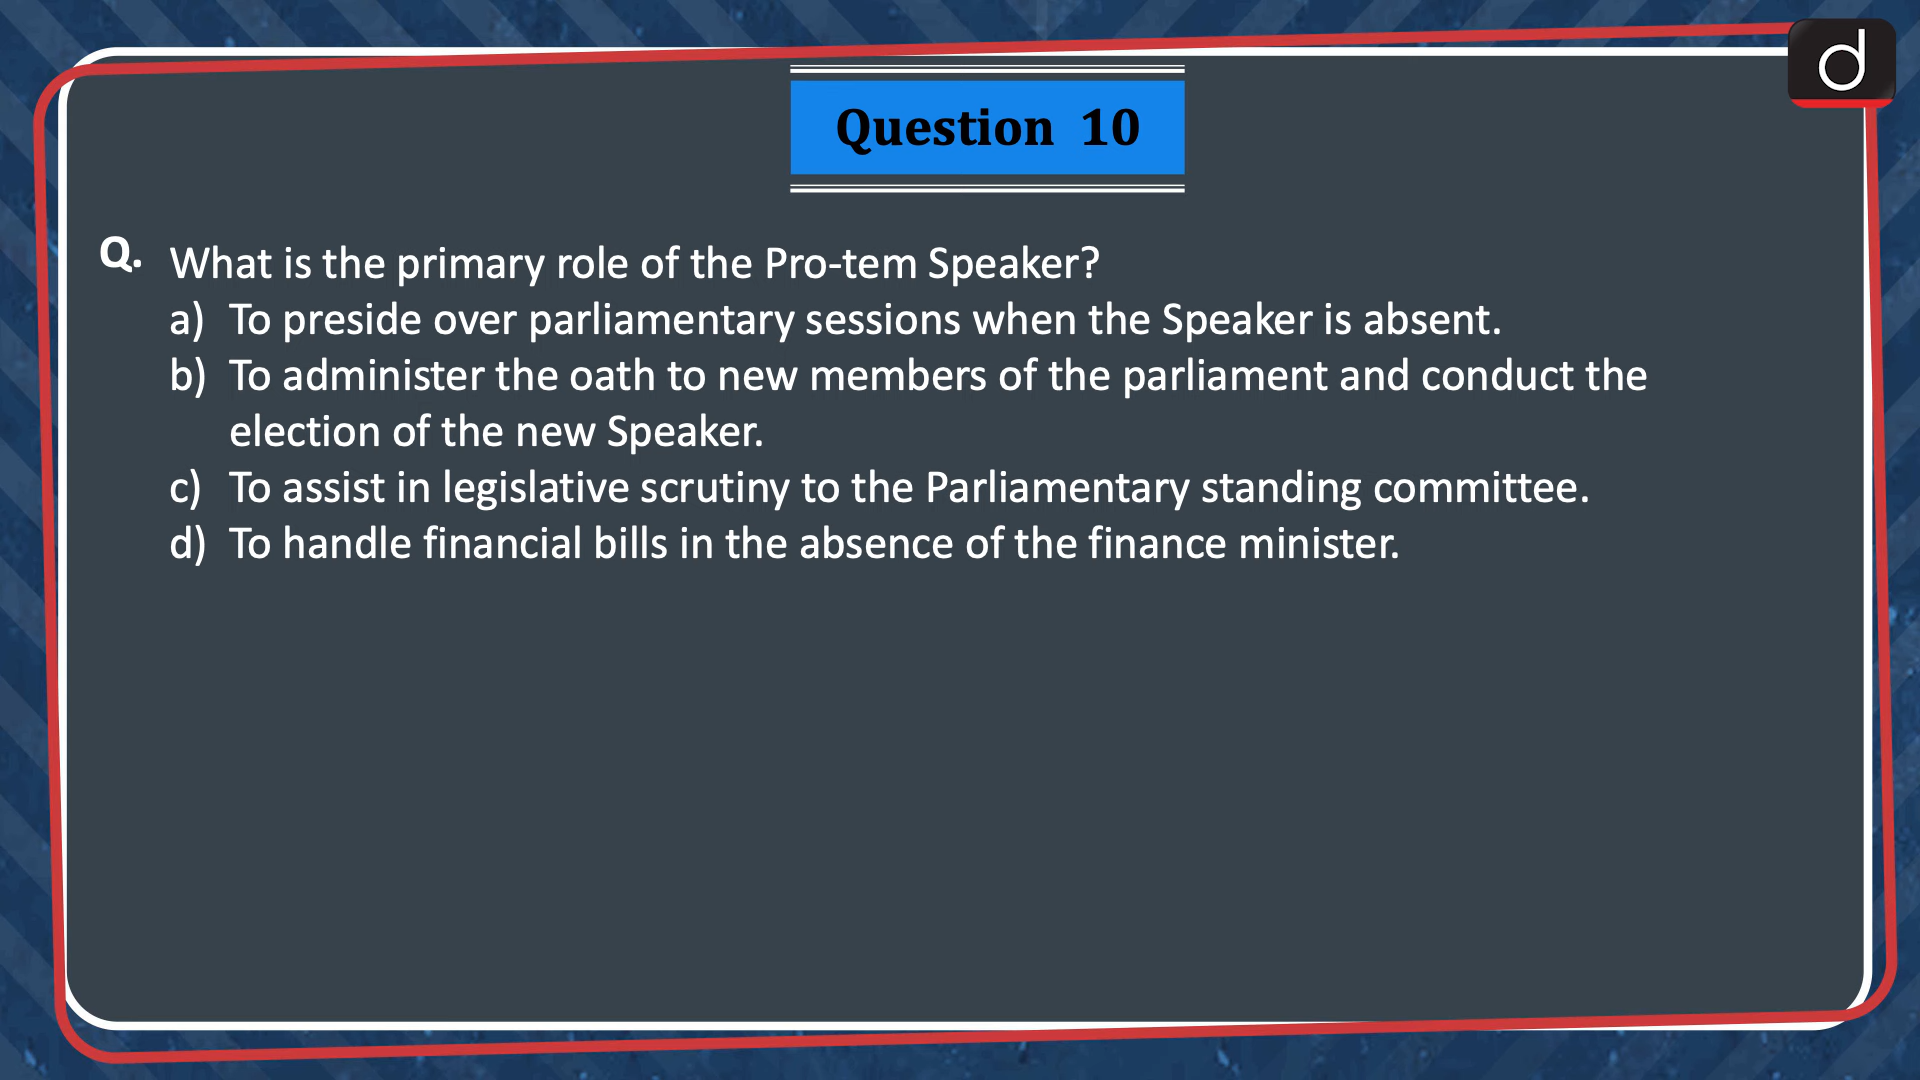 d
Question 10
Q. What is the primary role of the Pro-tem Speaker?
a) To preside over parliamentary sessions when the Speaker is absent.
b) To administer the oath to new members of the parliament and conduct the
election of the new Speaker.
c) To assist in legislative scrutiny to the Parliamentary standing committee.
d) To handle financial bills in the absence of the finance minister.